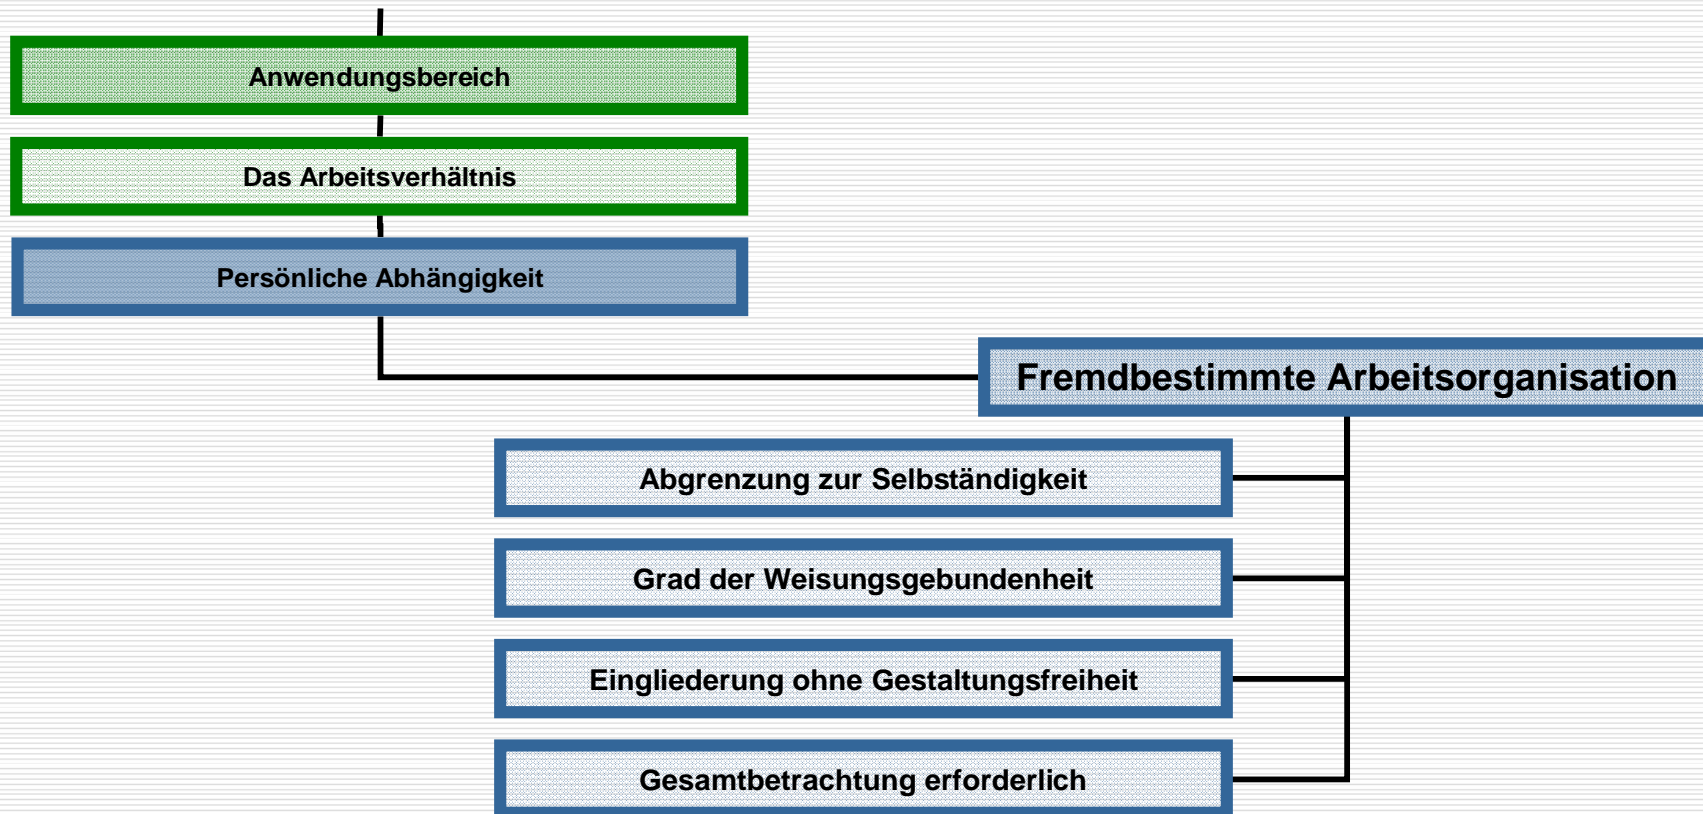 Anwendungsbereich
Das Arbeitsverhältnis
Persönliche Abhängigkeit
Fremdbestimmte Arbeitsorganisation
Abgrenzung zur Selbständigkeit
Grad der Weisungsgebundenheit
Eingliederung ohne Gestaltungsfreiheit
Gesamtbetrachtung erforderlich